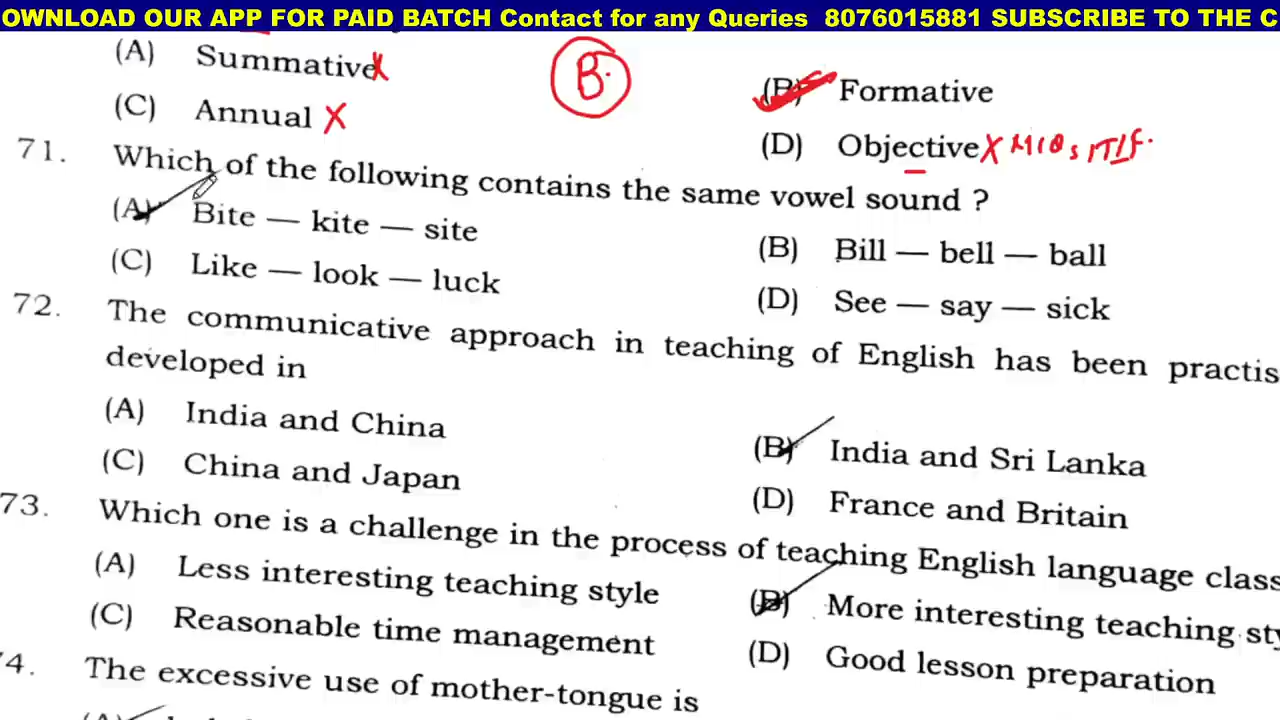 OWNLOAD OUR APP FOR PAID BATCH Contact for any Queries 8076015881 SUBSCRIBE TO THE C
(A) Summative
B.
(B) Formative
(C) Annual
(D) Objective
71. Which of the following contains the same vowel sound ?
(A) Bite — kite — site
(B) Bill — bell — ball
(C) Like — look — luck
(D) See — say — sick
72. The communicative approach in teaching of English has been practis
developed in
(A) India and China
(B) India and Sri Lanka
(C) China and Japan
(D) France and Britain
73. Which one is a challenge in the process of teaching English language class
(A) Less interesting teaching style
(B) More interesting teaching sty
(C) Reasonable time management
(D) Good lesson preparation
74. The excessive use of mother-tongue is